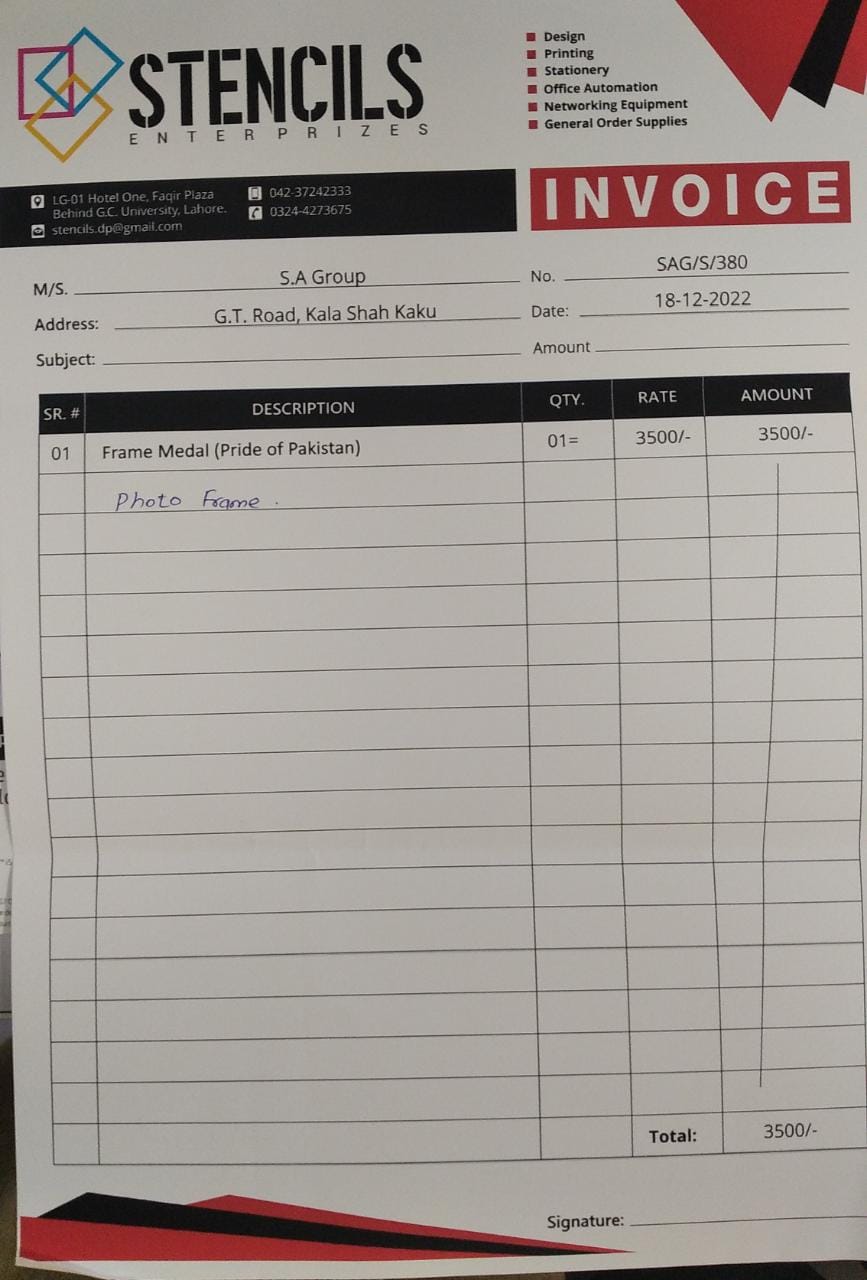 STENCILS
ENTERPRIZES
Design
Printing
Stationery
Office Automation
Networking Equipment
General Order Supplies
LG-01 Hotel One, Faqir Plaza
Behind G.C. University, Lahore.
stencils.dp@gmail.com
042-37242333
0324-4273675
INVOICE
M/S. S.A Group
No. SAG/S/380
Address: G.T. Road, Kala Shah Kaku
Date: 18-12-2022
Subject:
Amount
SR. # DESCRIPTION QTY. RATE AMOUNT
01 Frame Medal (Pride of Pakistan) 01= 3500/- 3500/-
Photo Frame.
Total: 3500/-
Signature: